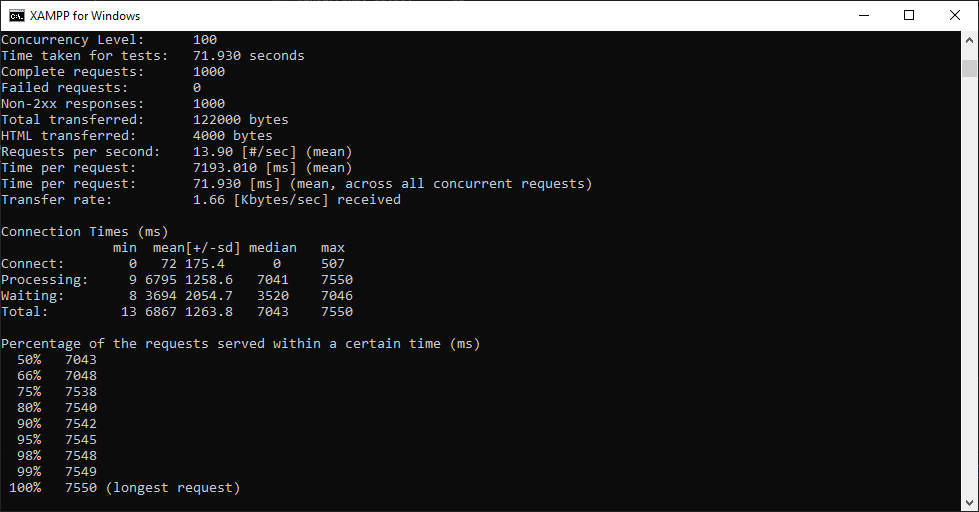 XAMPP for Windows
Concurrency Level:      100
Time taken for tests:   71.930 seconds
Complete requests:      1000
Failed requests:        0
Non-2xx responses:      1000
Total transferred:      122000 bytes
HTML transferred:       4000 bytes
Requests per second:    13.90 [#/sec] (mean)
Time per request:       7193.010 [ms] (mean)
Time per request:       71.930 [ms] (mean, across all concurrent requests)
Transfer rate:          1.66 [Kbytes/sec] received

Connection Times (ms)
              min  mean[+/-sd] median   max
Connect:        0   72 175.4      0     507
Processing:     9 6795 1258.6   7041    7550
Waiting:        8 3694 2054.7   3520    7046
Total:         13 6867 1263.8   7043    7550

Percentage of the requests served within a certain time (ms)
  50%   7043
  66%   7048
  75%   7538
  80%   7540
  90%   7542
  95%   7545
  98%   7548
  99%   7549
 100%   7550 (longest request)